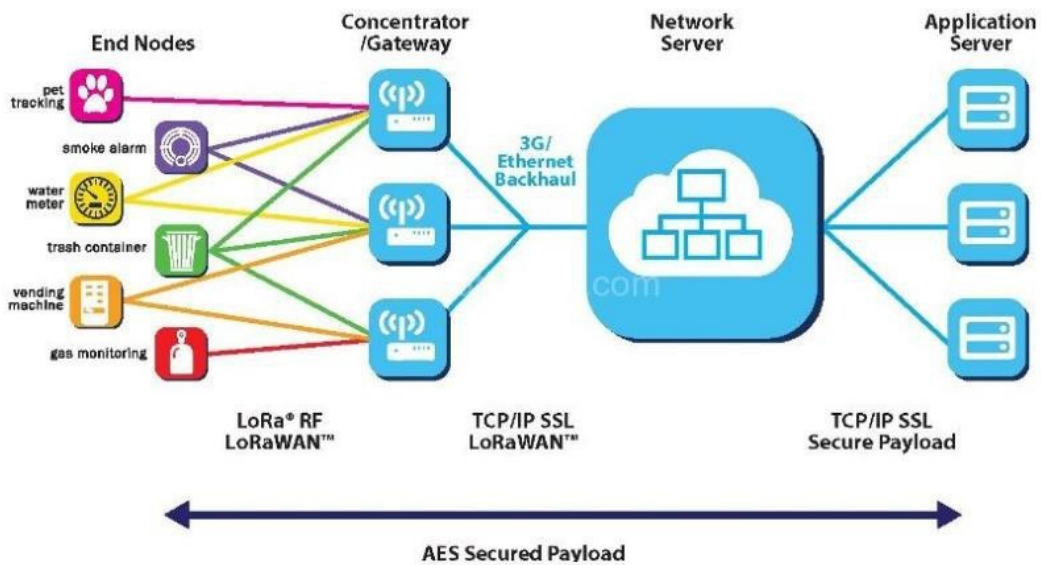 End Nodes
Concentrator
/Gateway
Network
Server
Application
Server
pet
tracking
smoke alarm
water
meter
trash container
vending
machine
gas monitoring
3G/
Ethernet
Backhaul
com
LoRa® RF
LoRaWAN™
TCP/IP SSL
LoRaWAN™
TCP/IP SSL
Secure Payload
AES Secured Payload